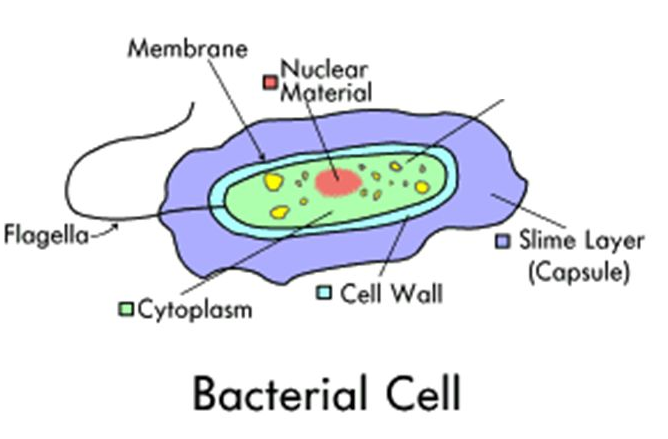 Membrane
Nuclear
Material
Flagella
Slime Layer
(Capsule)
Cell Wall
Cytoplasm
Bacterial Cell